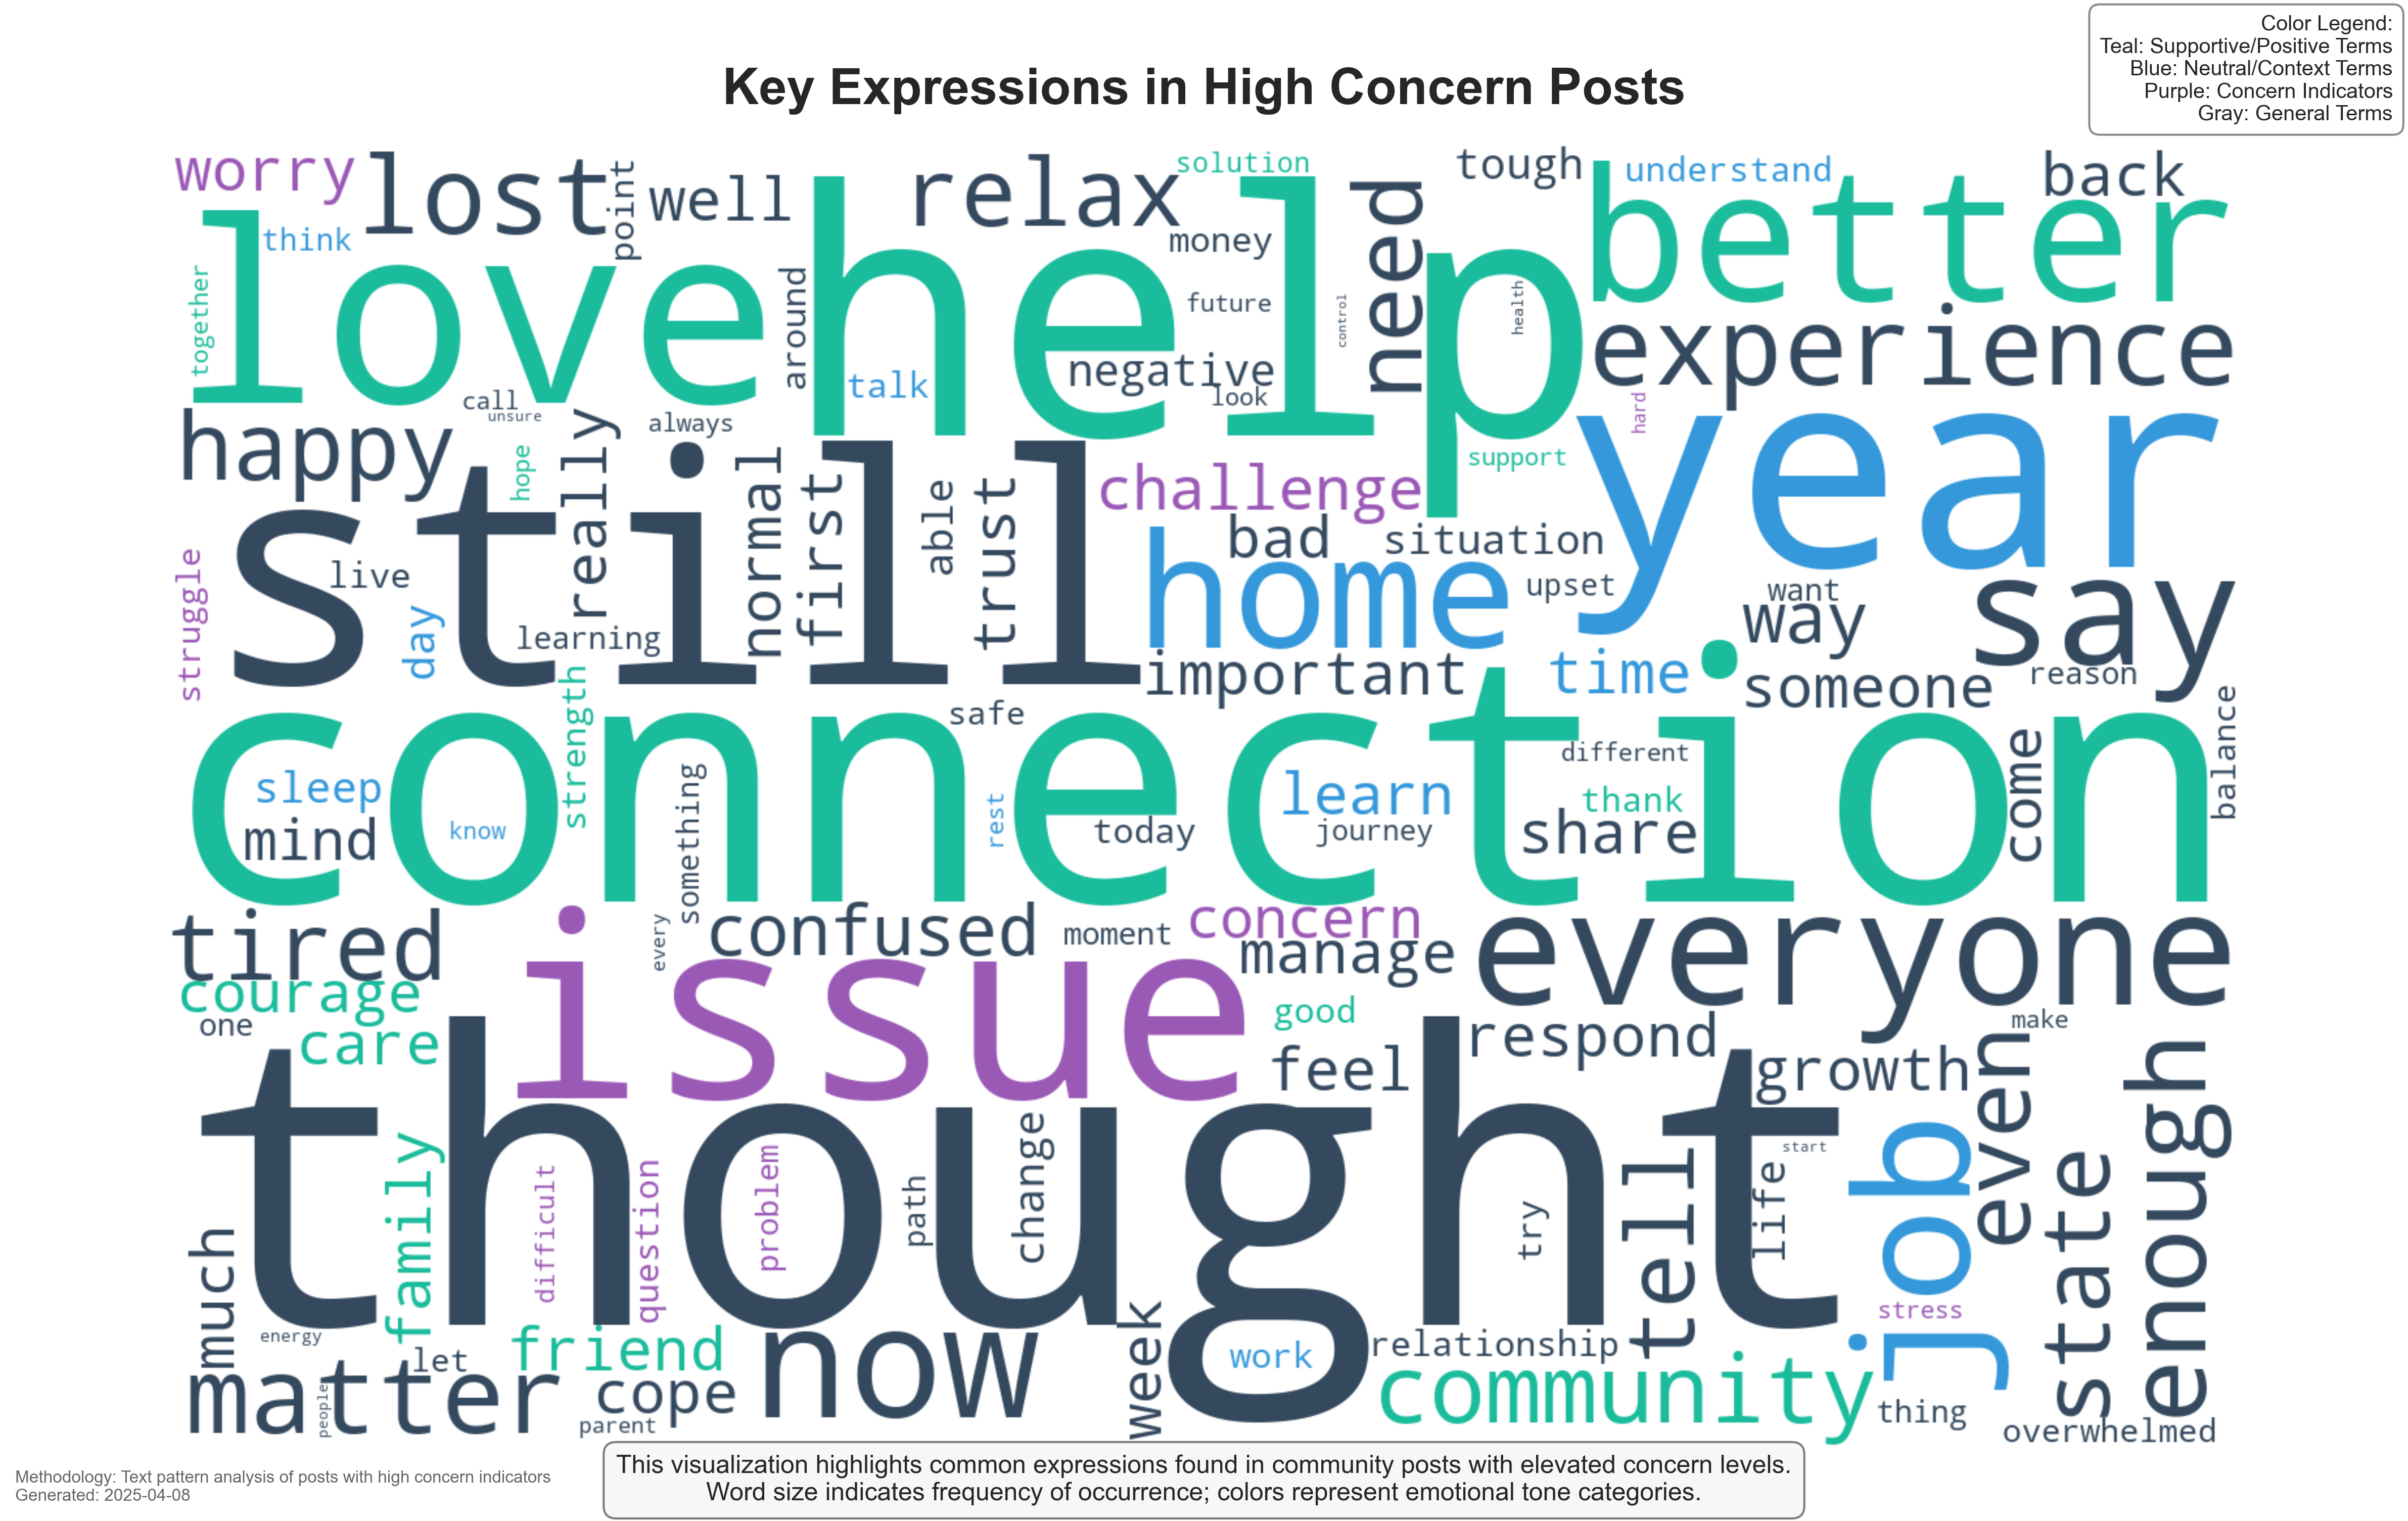 Color Legend:
Teal: Supportive/Positive Terms
Blue: Neutral/Context Terms
Purple: Concern Indicators
Gray: General Terms
Key Expressions in High Concern Posts
worry
lost
point
well
relax
solution
need
tough
understand
back
think
love
help
money
better
together
around
future
control
health
experience
talk
negative
look
call
unsure
always
hard
happy
hope
really
normal
first
able
trust
challenge
support
year
still
bad
situation
home
upset
want
way
say
struggle
live
day
learning
important
time
someone
reason
strength
safe
connection
different
come
balance
sleep
mind
know
something
rest
today
learn
journey
thank
share
tired
every
confused
moment
concern
manage
everyone
courage
issue
one
care
good
feel
respond
make
growth
even
enough
thought
family
difficult
question
problem
path
change
try
tell
life
start
job
state
much
energy
stress
let
friend
now
week
work
relationship
matter
people
cope
parent
community
thing
overwhelmed
This visualization highlights common expressions found in community posts with elevated concern levels.
Word size indicates frequency of occurrence; colors represent emotional tone categories.
Methodology: Text pattern analysis of posts with high concern indicators
Generated: 2025-04-08